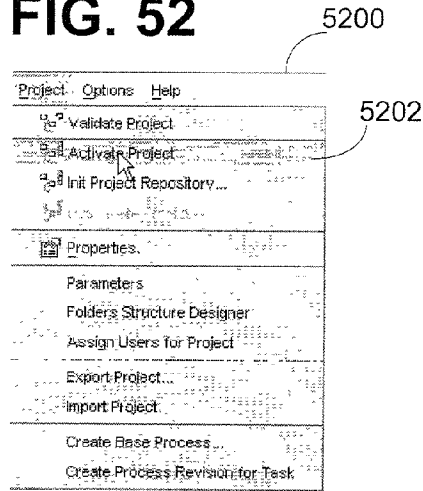 FIG. 52
5200
Project Options Help
Validate Project
5202
Activate Project
Init Project Repository...
Properties
Parameters
Folders Structure Designer
Assign Users for Project
Export Project...
Import Project
Create Base Process...
Create Process Revision for Task